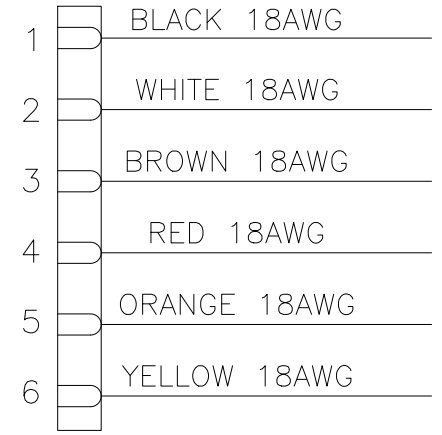 1 BLACK 18AWG
2 WHITE 18AWG
3 BROWN 18AWG
4 RED 18AWG
5 ORANGE 18AWG
6 YELLOW 18AWG